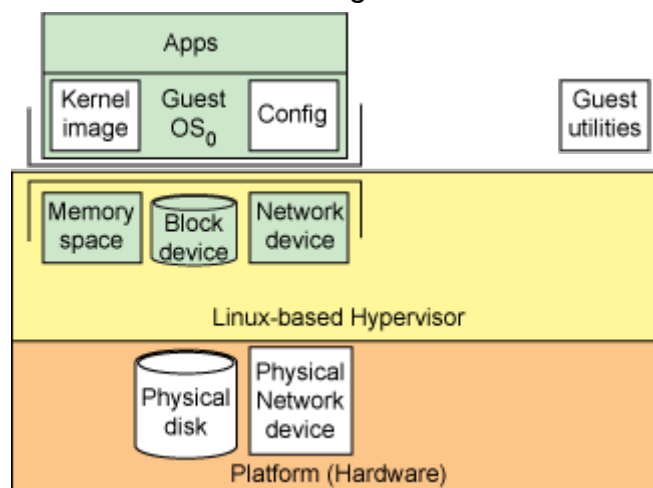 Apps
Kernel
image
Guest
OS0
Config
Guest
utilities
Memory
space
Block
device
Network
device
Linux-based Hypervisor
Physical
disk
Physical
Network
device
Platform (Hardware)